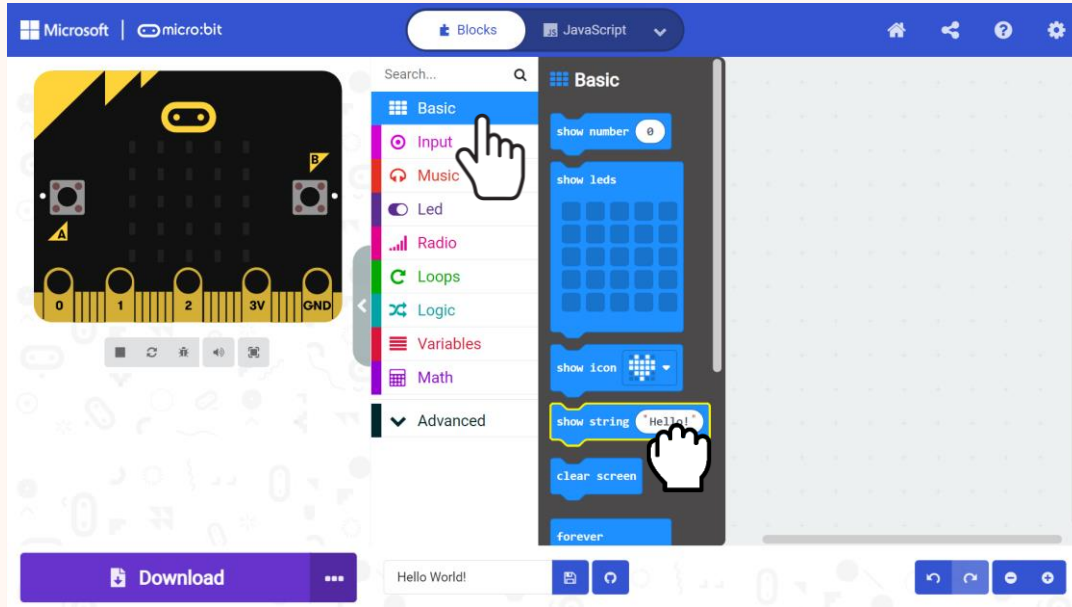 Microsoft | micro:bit
Blocks
JavaScript
A
B
0 1 2 3V GND
Download
Search...
Basic
Input
Music
Led
Radio
Loops
Logic
Variables
Math
Advanced
Basic
show number 0
show leds
show icon
show string "Hello!"
clear screen
forever
Hello World!